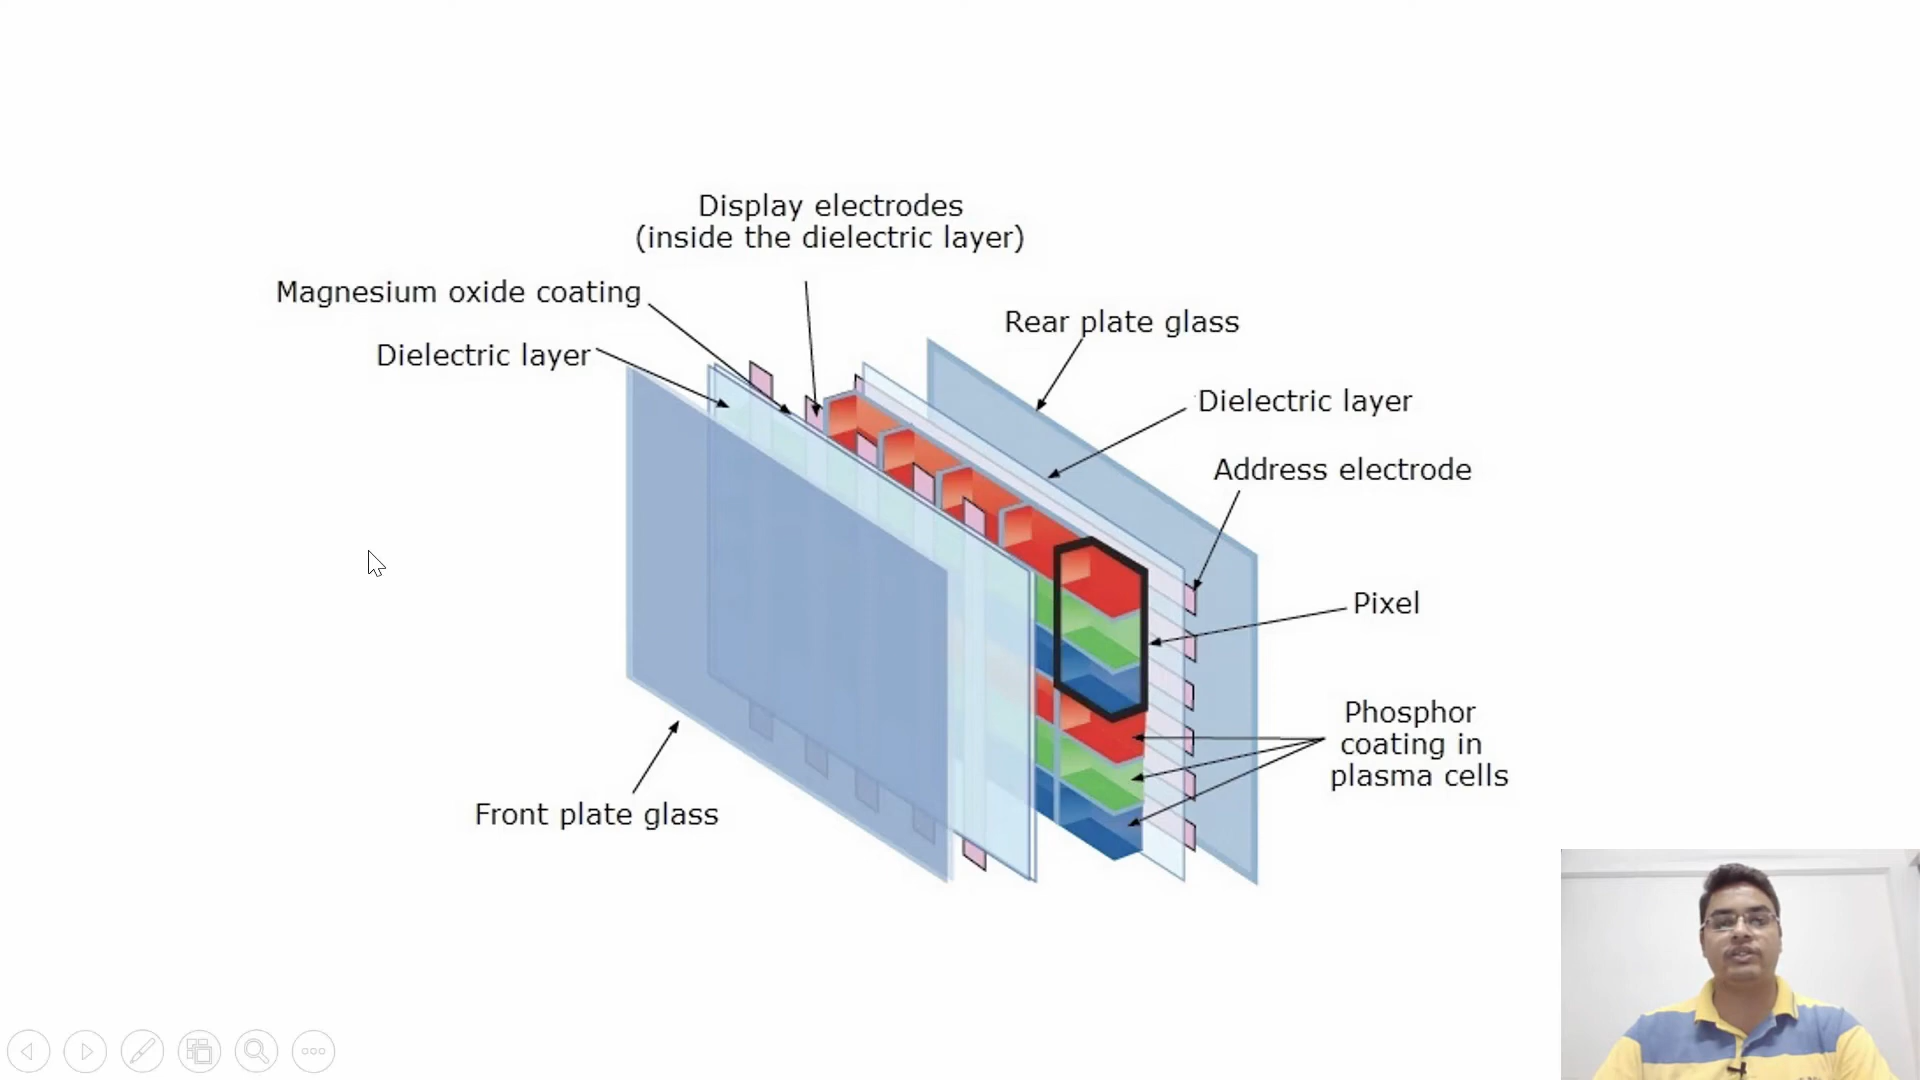 Display electrodes
(inside the dielectric layer)
Magnesium oxide coating
Rear plate glass
Dielectric layer
Dielectric layer
Address electrode
Pixel
Phosphor
coating in
plasma cells
Front plate glass